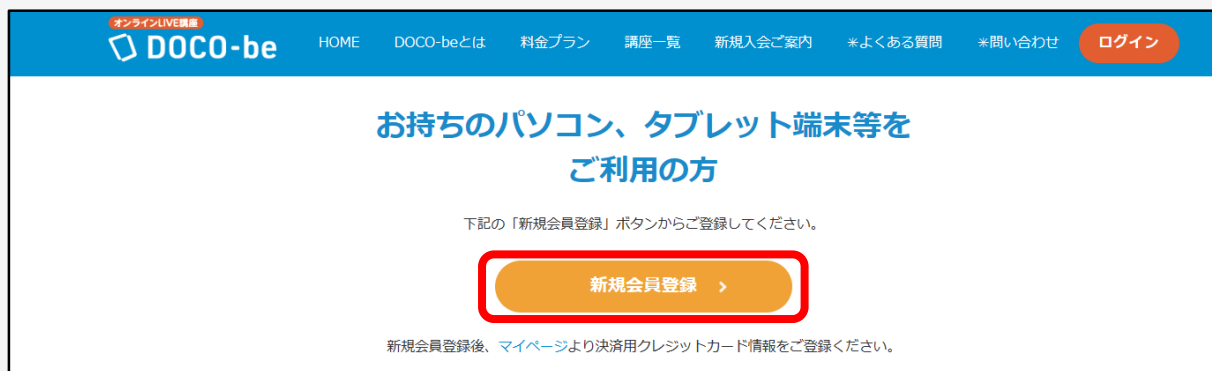 オンラインLIVE講座
DOCO-be
HOME DOCO-beとは 料金プラン 講座一覧 新規入会ご案内 ✳よくある質問 ✳問い合わせ ログイン
お持ちのパソコン、タブレット端末等を
ご利用の方
下記の「新規会員登録」ボタンからご登録してください。
新規会員登録 ›
新規会員登録後、マイページより決済用クレジットカード情報をご登録ください。